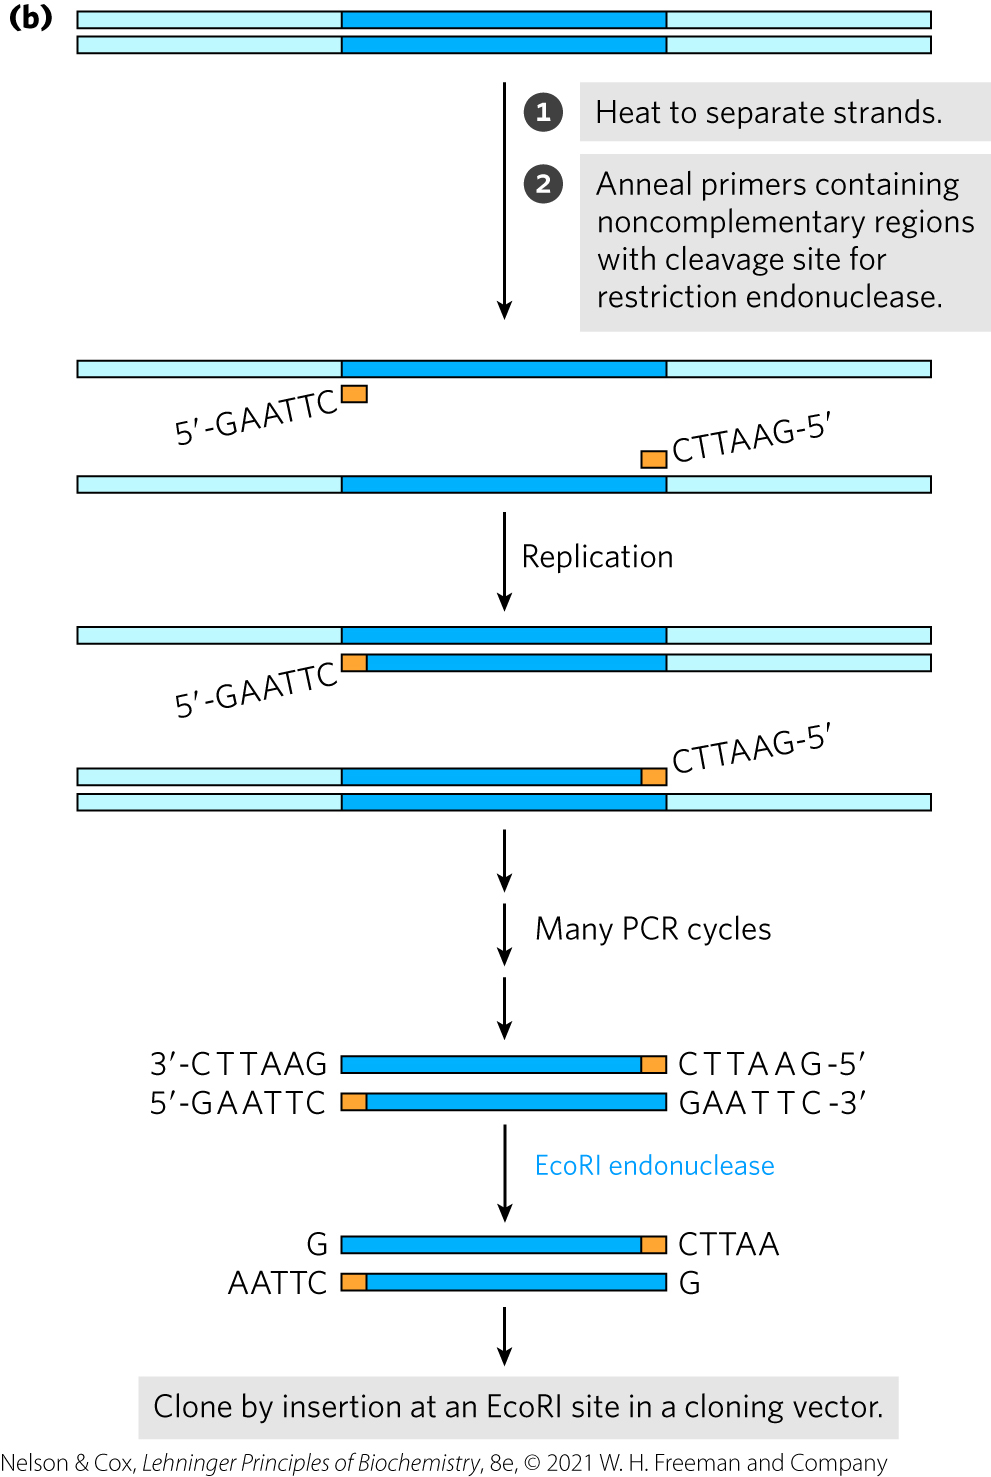 (b)
1 Heat to separate strands.
2 Anneal primers containing
noncomplementary regions
with cleavage site for
restriction endonuclease.
5′-GAATTC
CTTAAG-5′
Replication
5′-GAATTC
CTTAAG-5′
Many PCR cycles
3′-CTTAAG CTTAAG-5′
5′-GAATTC GAATTC-3′
EcoRI endonuclease
G CTTAA
AATTC G
Clone by insertion at an EcoRI site in a cloning vector.
Nelson & Cox, Lehninger Principles of Biochemistry, 8e, © 2021 W. H. Freeman and Company